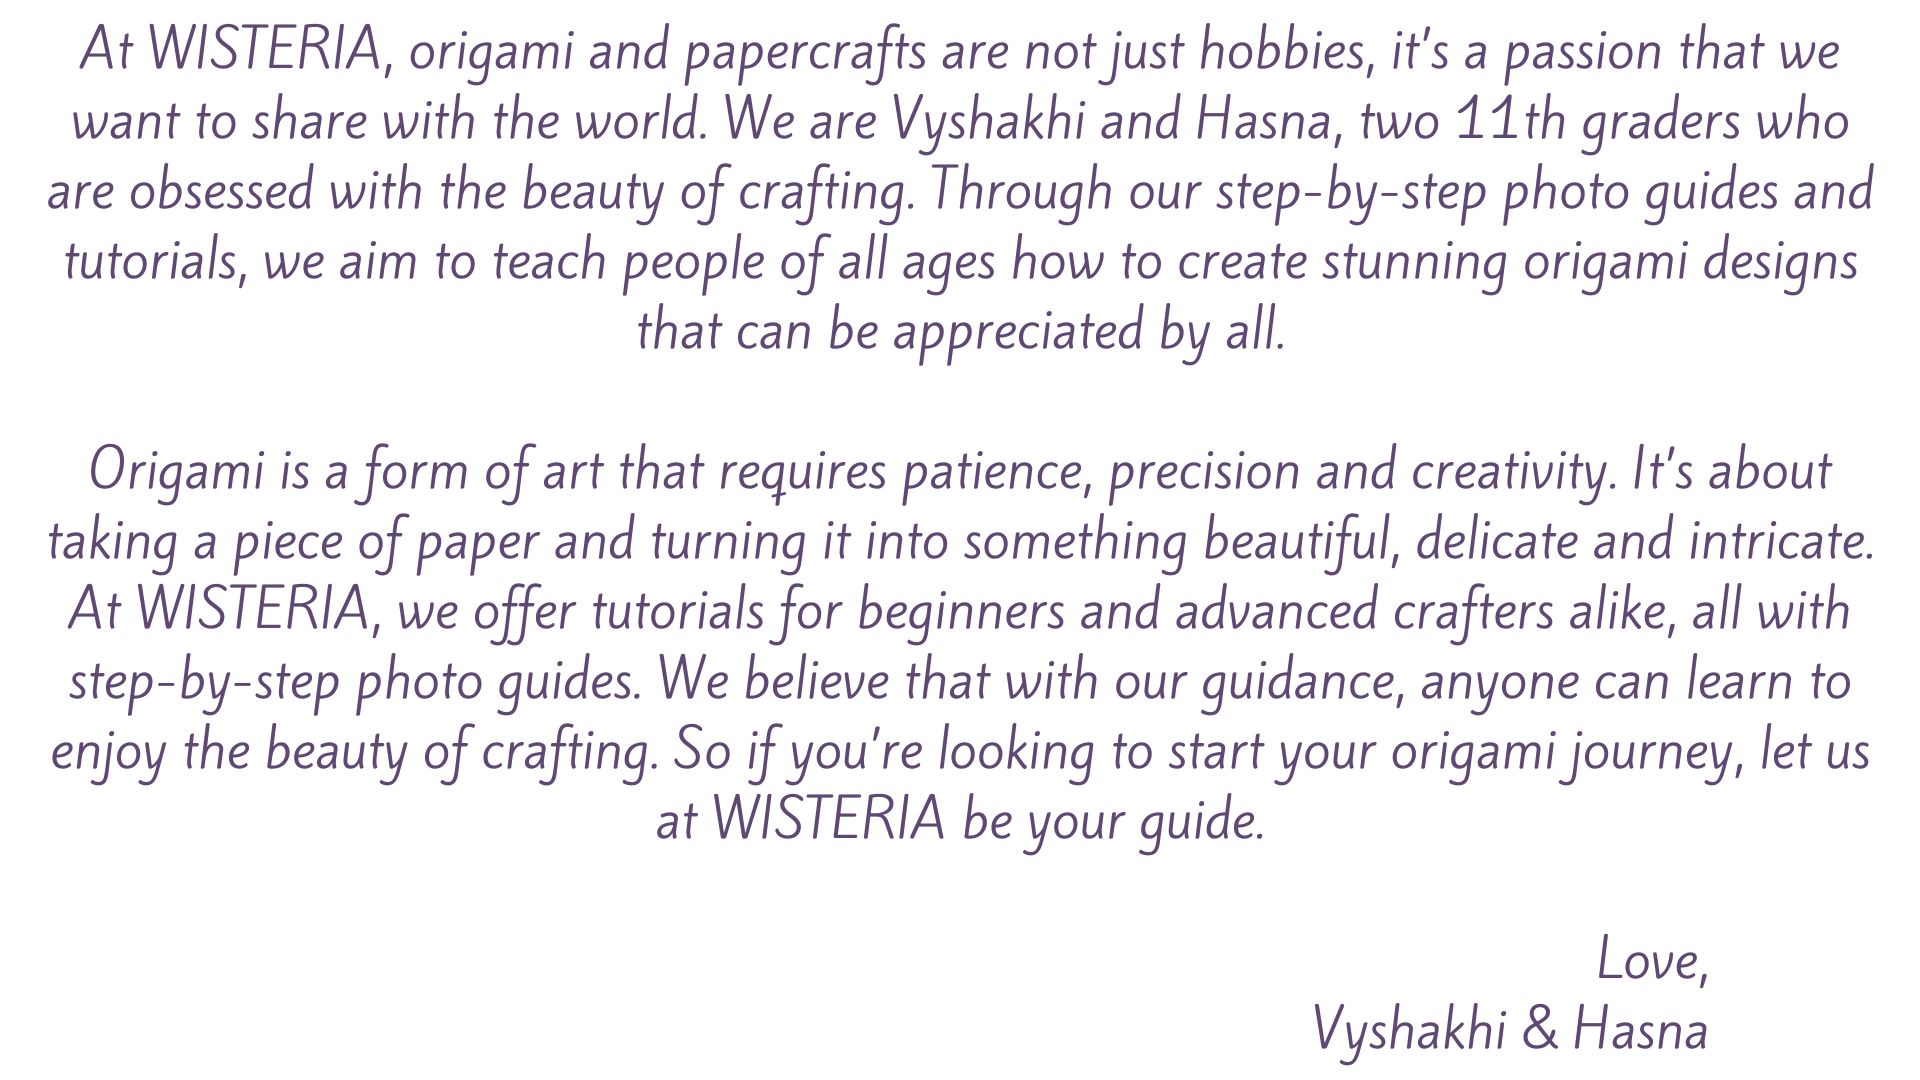 At WISTERIA, origami and papercrafts are not just hobbies, it's a passion that we
want to share with the world. We are Vyshakhi and Hasna, two 11th graders who
are obsessed with the beauty of crafting. Through our step-by-step photo guides and
tutorials, we aim to teach people of all ages how to create stunning origami designs
that can be appreciated by all.
Origami is a form of art that requires patience, precision and creativity. It's about
taking a piece of paper and turning it into something beautiful, delicate and intricate.
At WISTERIA, we offer tutorials for beginners and advanced crafters alike, all with
step-by-step photo guides. We believe that with our guidance, anyone can learn to
enjoy the beauty of crafting. So if you're looking to start your origami journey, let us
at WISTERIA be your guide.
Love,
Vyshakhi & Hasna